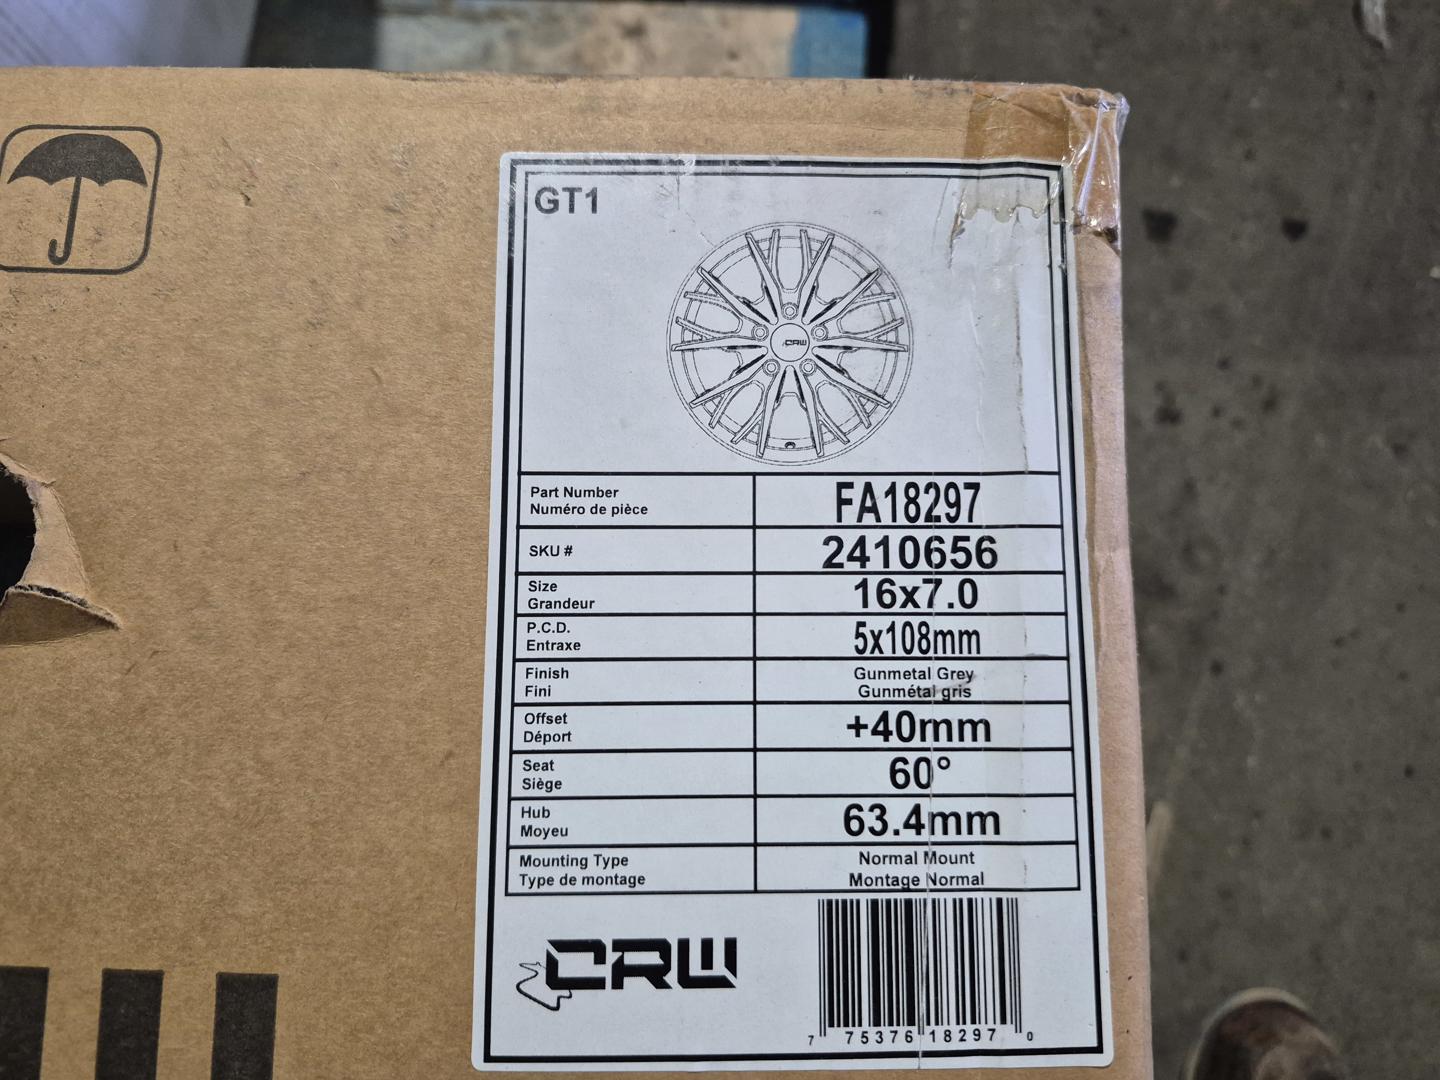 GT1
CRW
Part Number
Numéro de pièce
FA18297
SKU #
2410656
Size
Grandeur
16x7.0
P.C.D.
Entraxe
5x108mm
Finish
Fini
Gunmetal Grey
Gunmétal gris
Offset
Déport
+40mm
Seat
Siège
60°
Hub
Moyeu
63.4mm
Mounting Type
Type de montage
Normal Mount
Montage Normal
CRW
7 75376 18297 0